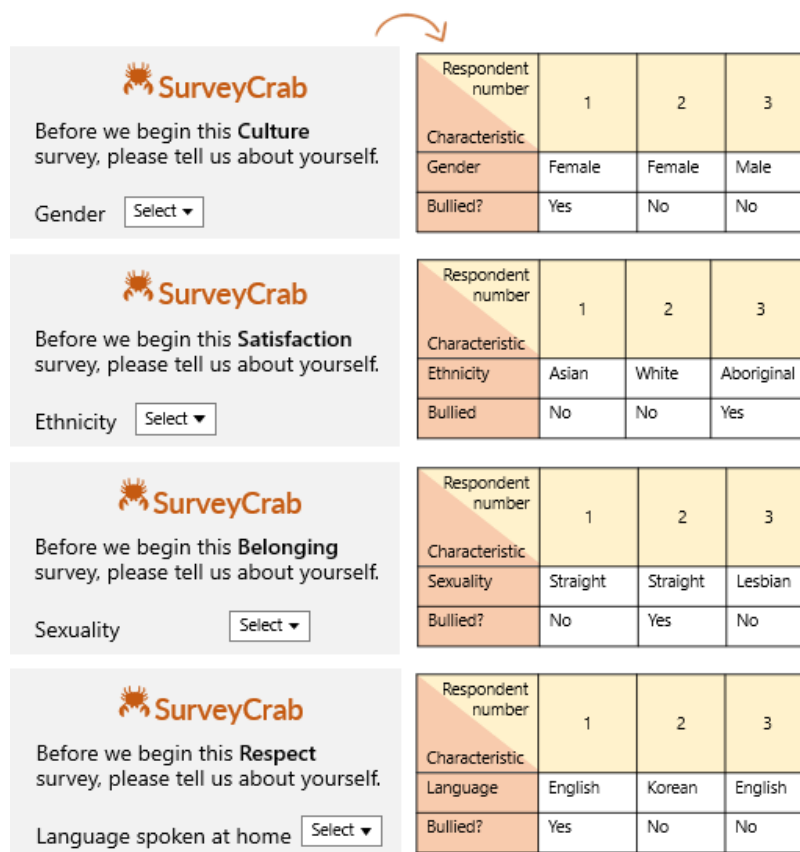 SurveyCrab
Before we begin this Culture
survey, please tell us about yourself.
Gender Select
Respondent
number
Characteristic
1 2 3
Gender Female Female Male
Bullied? Yes No No
SurveyCrab
Before we begin this Satisfaction
survey, please tell us about yourself.
Ethnicity Select
Respondent
number
Characteristic
1 2 3
Ethnicity Asian White Aboriginal
Bullied No No Yes
SurveyCrab
Before we begin this Belonging
survey, please tell us about yourself.
Sexuality Select
Respondent
number
Characteristic
1 2 3
Sexuality Straight Straight Lesbian
Bullied? No Yes No
SurveyCrab
Before we begin this Respect
survey, please tell us about yourself.
Language spoken at home Select
Respondent
number
Characteristic
1 2 3
Language English Korean English
Bullied? Yes No No